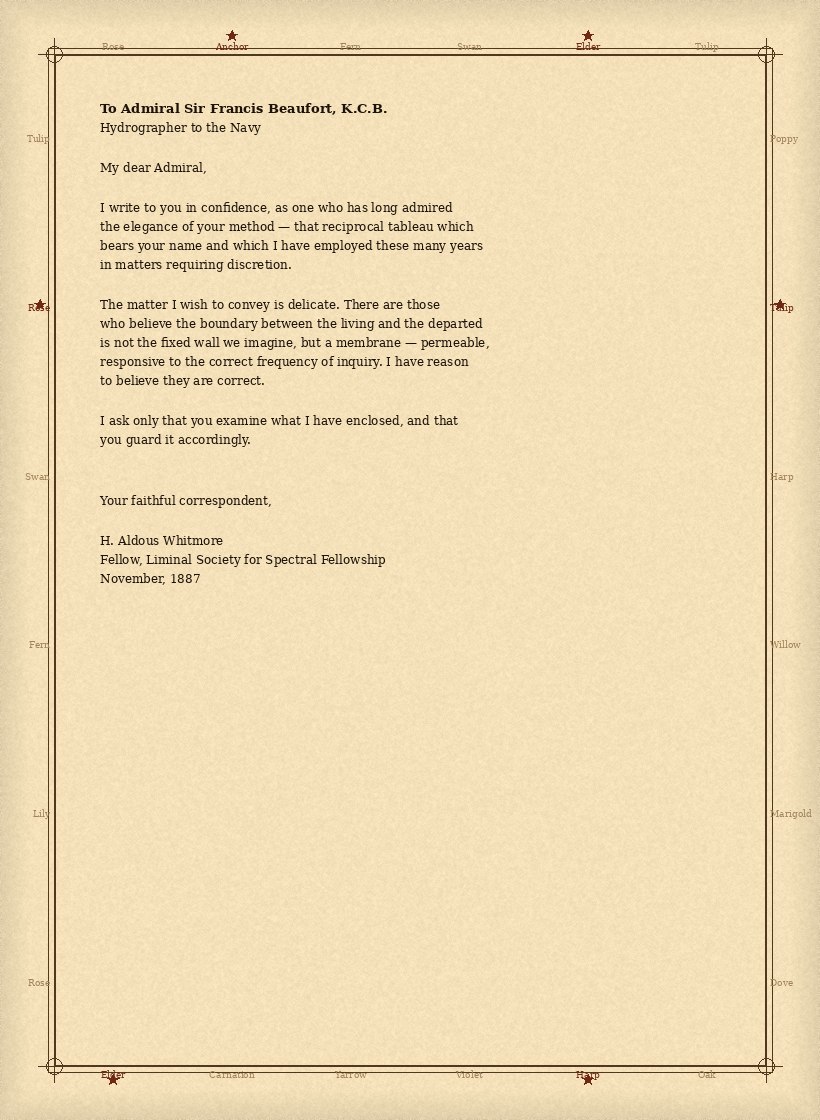 Rose Anchor Fern Swan Elder Tulip
To Admiral Sir Francis Beaufort, K.C.B.
Hydrographer to the Navy
Tulip
Poppy
My dear Admiral,
I write to you in confidence, as one who has long admired
the elegance of your method — that reciprocal tableau which
bears your name and which I have employed these many years
in matters requiring discretion.
The matter I wish to convey is delicate. There are those
Rose
Tulip
who believe the boundary between the living and the departed
is not the fixed wall we imagine, but a membrane — permeable,
responsive to the correct frequency of inquiry. I have reason
to believe they are correct.
I ask only that you examine what I have enclosed, and that
you guard it accordingly.
Swan
Harp
Your faithful correspondent,
H. Aldous Whitmore
Fellow, Liminal Society for Spectral Fellowship
November, 1887
Fern
Willow
Lily
Marigold
Rose
Dove
Elder Carnation Yarrow Violet Harp Oak